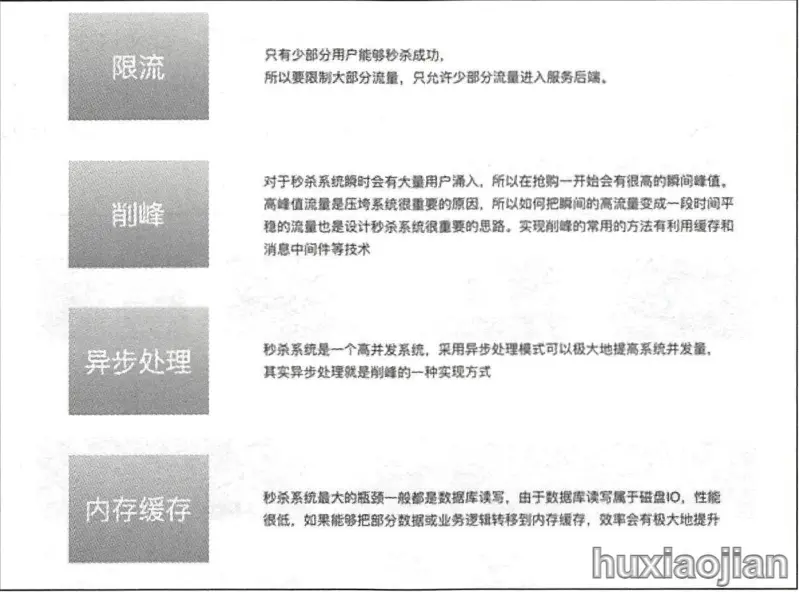 限流
只有少部分用户能够秒杀成功,
所以要限制大部分流量,只允许少部分流量进入服务后端。
削峰
对于秒杀系统瞬时会有大量用户涌入,所以在抢购一开始会有很高的瞬间峰值。
高峰值流量是压垮系统很重要的原因,所以如何把瞬间的高流量变成一段时间平
稳的流量也是设计秒杀系统很重要的思路。实现削峰的常用的方法有利用缓存和
消息中间件等技术
异步处理
秒杀系统是一个高并发系统,采用异步处理模式可以极大地提高系统并发量,
其实异步处理就是削峰的一种实现方式
内存缓存
秒杀系统最大的瓶颈一般都是数据库读写,由于数据库读写属于磁盘IO,性能
很低,如果能够把部分数据或业务逻辑转移到内存缓存,效率会有极大地提升
huxiaojian